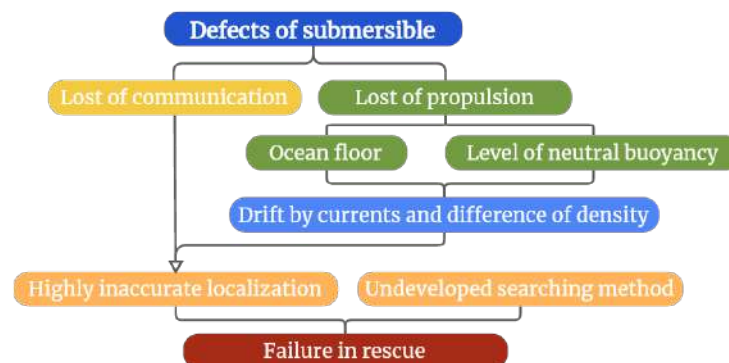 Defects of submersible
Lost of communication
Lost of propulsion
Ocean floor
Level of neutral buoyancy
Drift by currents and difference of density
Highly inaccurate localization
Undeveloped searching method
Failure in rescue